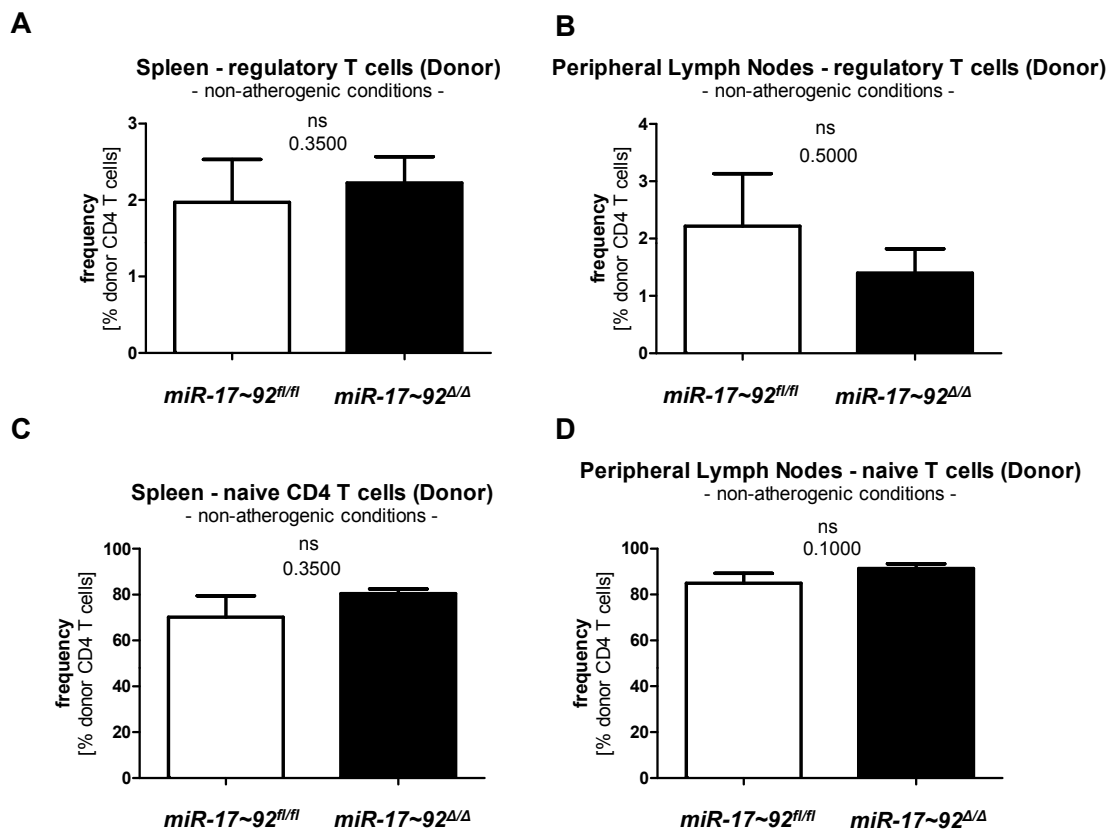 A
Spleen - regulatory T cells (Donor)
- non-atherogenic conditions -
ns
0.3500
frequency
[% donor CD4 T cells]
3
2
1
0
miR-17~92fl/fl
miR-17~92Δ/Δ
B
Peripheral Lymph Nodes - regulatory T cells (Donor)
- non-atherogenic conditions -
ns
0.5000
frequency
[% donor CD4 T cells]
4
3
2
1
0
miR-17~92fl/fl
miR-17~92Δ/Δ
C
Spleen - naive CD4 T cells (Donor)
- non-atherogenic conditions -
ns
0.3500
frequency
[% donor CD4 T cells]
100
80
60
40
20
0
miR-17~92fl/fl
miR-17~92Δ/Δ
D
Peripheral Lymph Nodes - naive T cells (Donor)
- non-atherogenic conditions -
ns
0.1000
frequency
[% donor CD4 T cells]
100
80
60
40
20
0
miR-17~92fl/fl
miR-17~92Δ/Δ